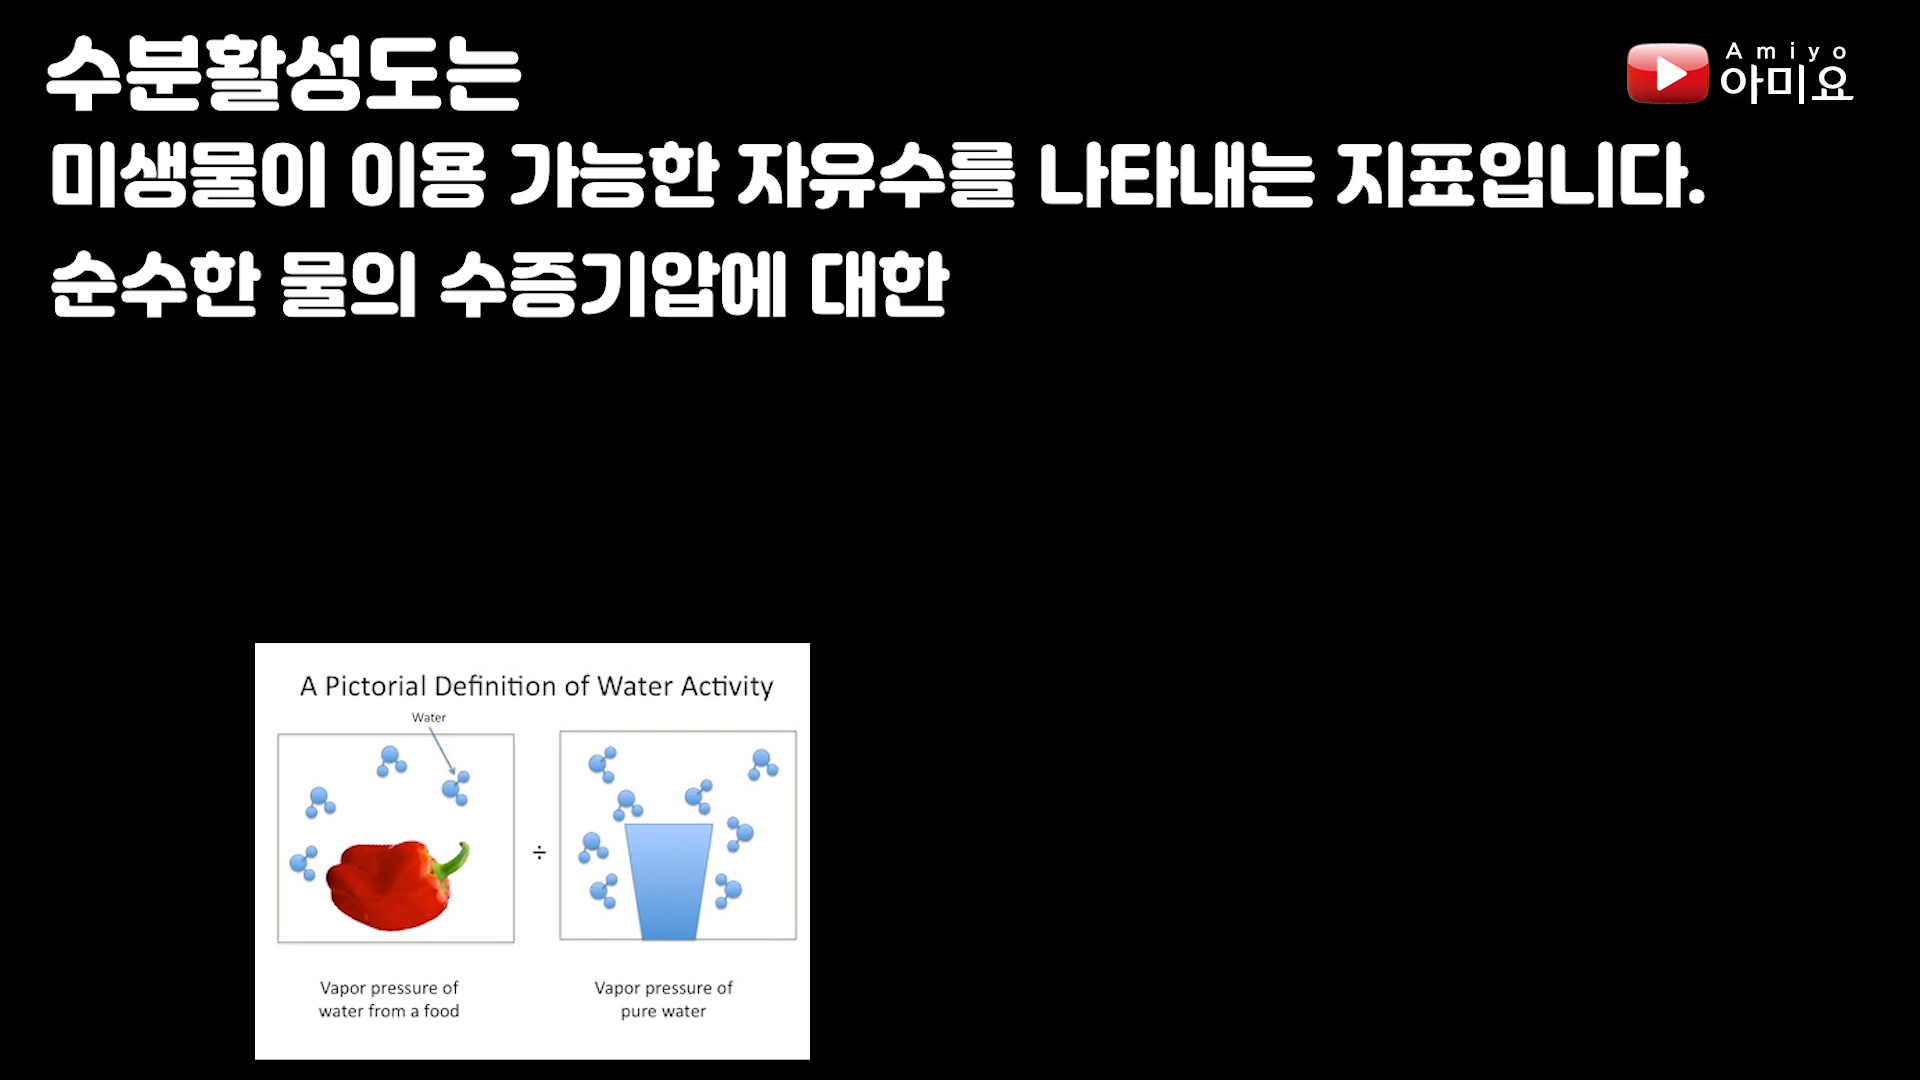 수분활성도는
Amiyo
아미요
미생물이 이용 가능한 자유수를 나타내는 지표입니다.
순수한 물의 수증기압에 대한
A Pictorial Definition of Water Activity
Water
÷
Vapor pressure of
water from a food
Vapor pressure of
pure water